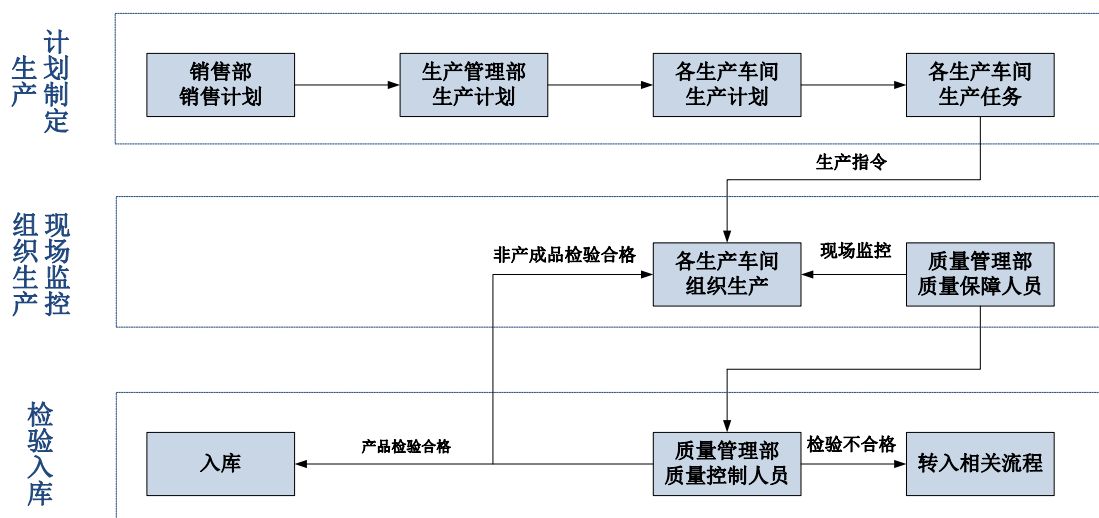 生产
计划制定
销售部
销售计划
生产管理部
生产计划
各生产车间
生产计划
各生产车间
生产任务
生产指令
组织生产
现场监控
非产成品检验合格
各生产车间
组织生产
现场监控
质量管理部
质量保障人员
检验入库
入库
产品检验合格
质量管理部
质量控制人员
检验不合格
转入相关流程